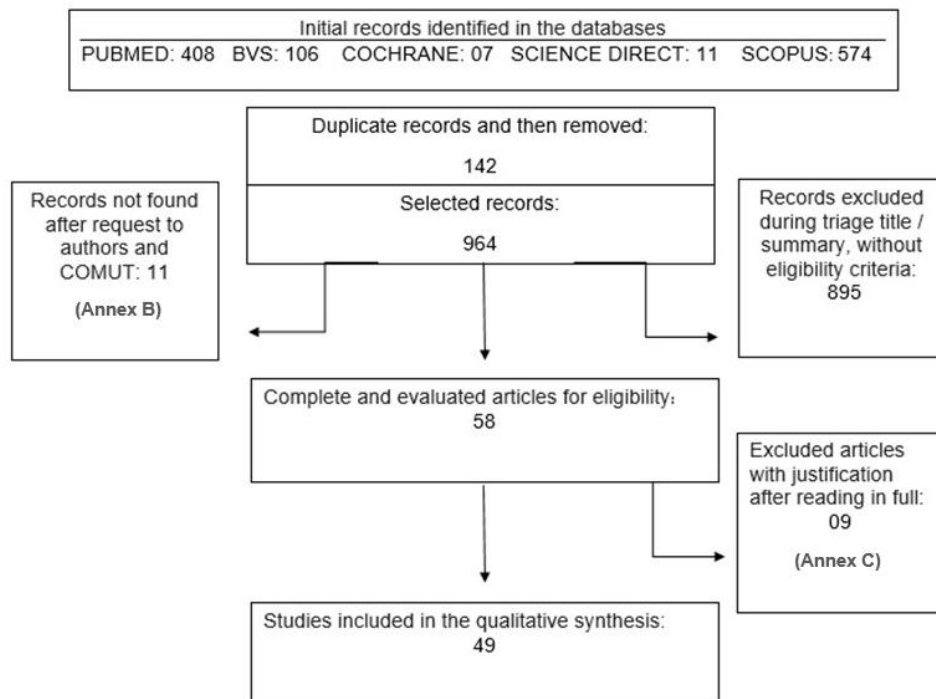 Initial records identified in the databases
PUBMED: 408 BVS: 106 COCHRANE: 07 SCIENCE DIRECT: 11 SCOPUS: 574
Duplicate records and then removed:
142
Selected records:
964
Records not found
after request to
authors and
COMUT: 11
(Annex B)
Records excluded
during triage title /
summary, without
eligibility criteria:
895
Complete and evaluated articles for eligibility:
58
Excluded articles
with justification
after reading in full:
09
(Annex C)
Studies included in the qualitative synthesis:
49